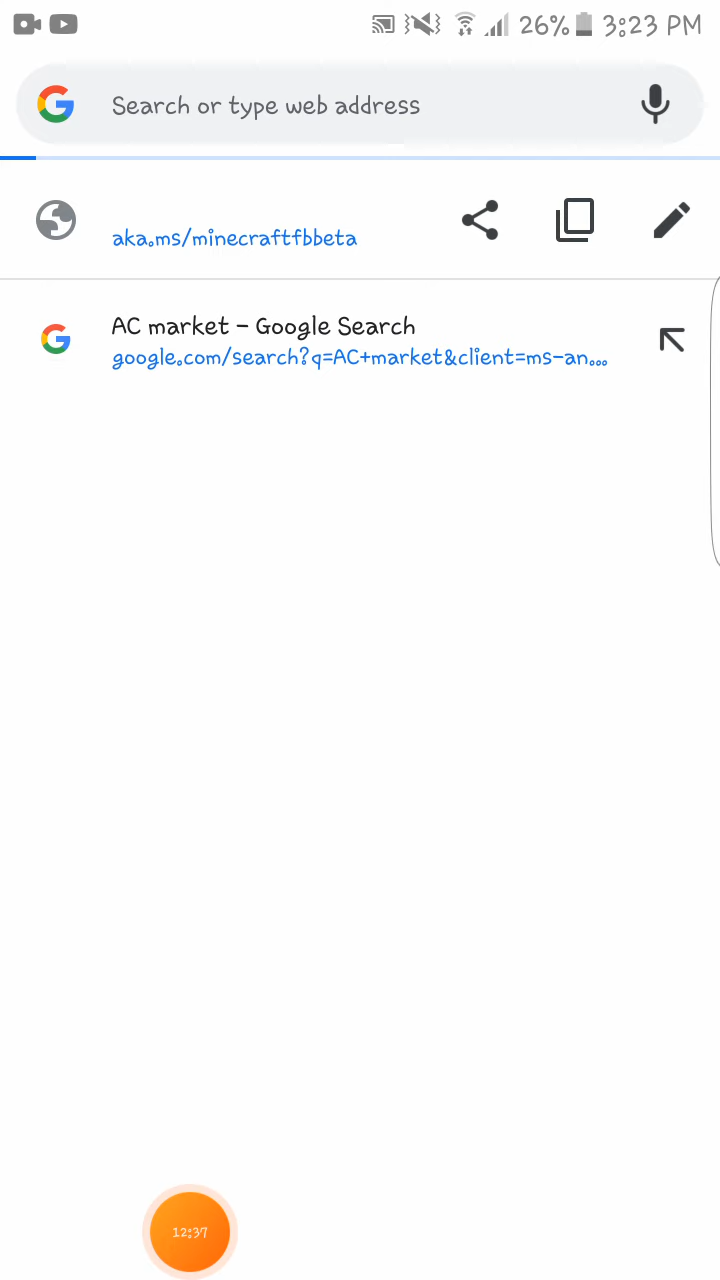 26% 3:23 PM
Search or type web address
aka.ms/minecraftfbbeta
AC market - Google Search
google.com/search?q=AC+market&client=ms-an...
12:37